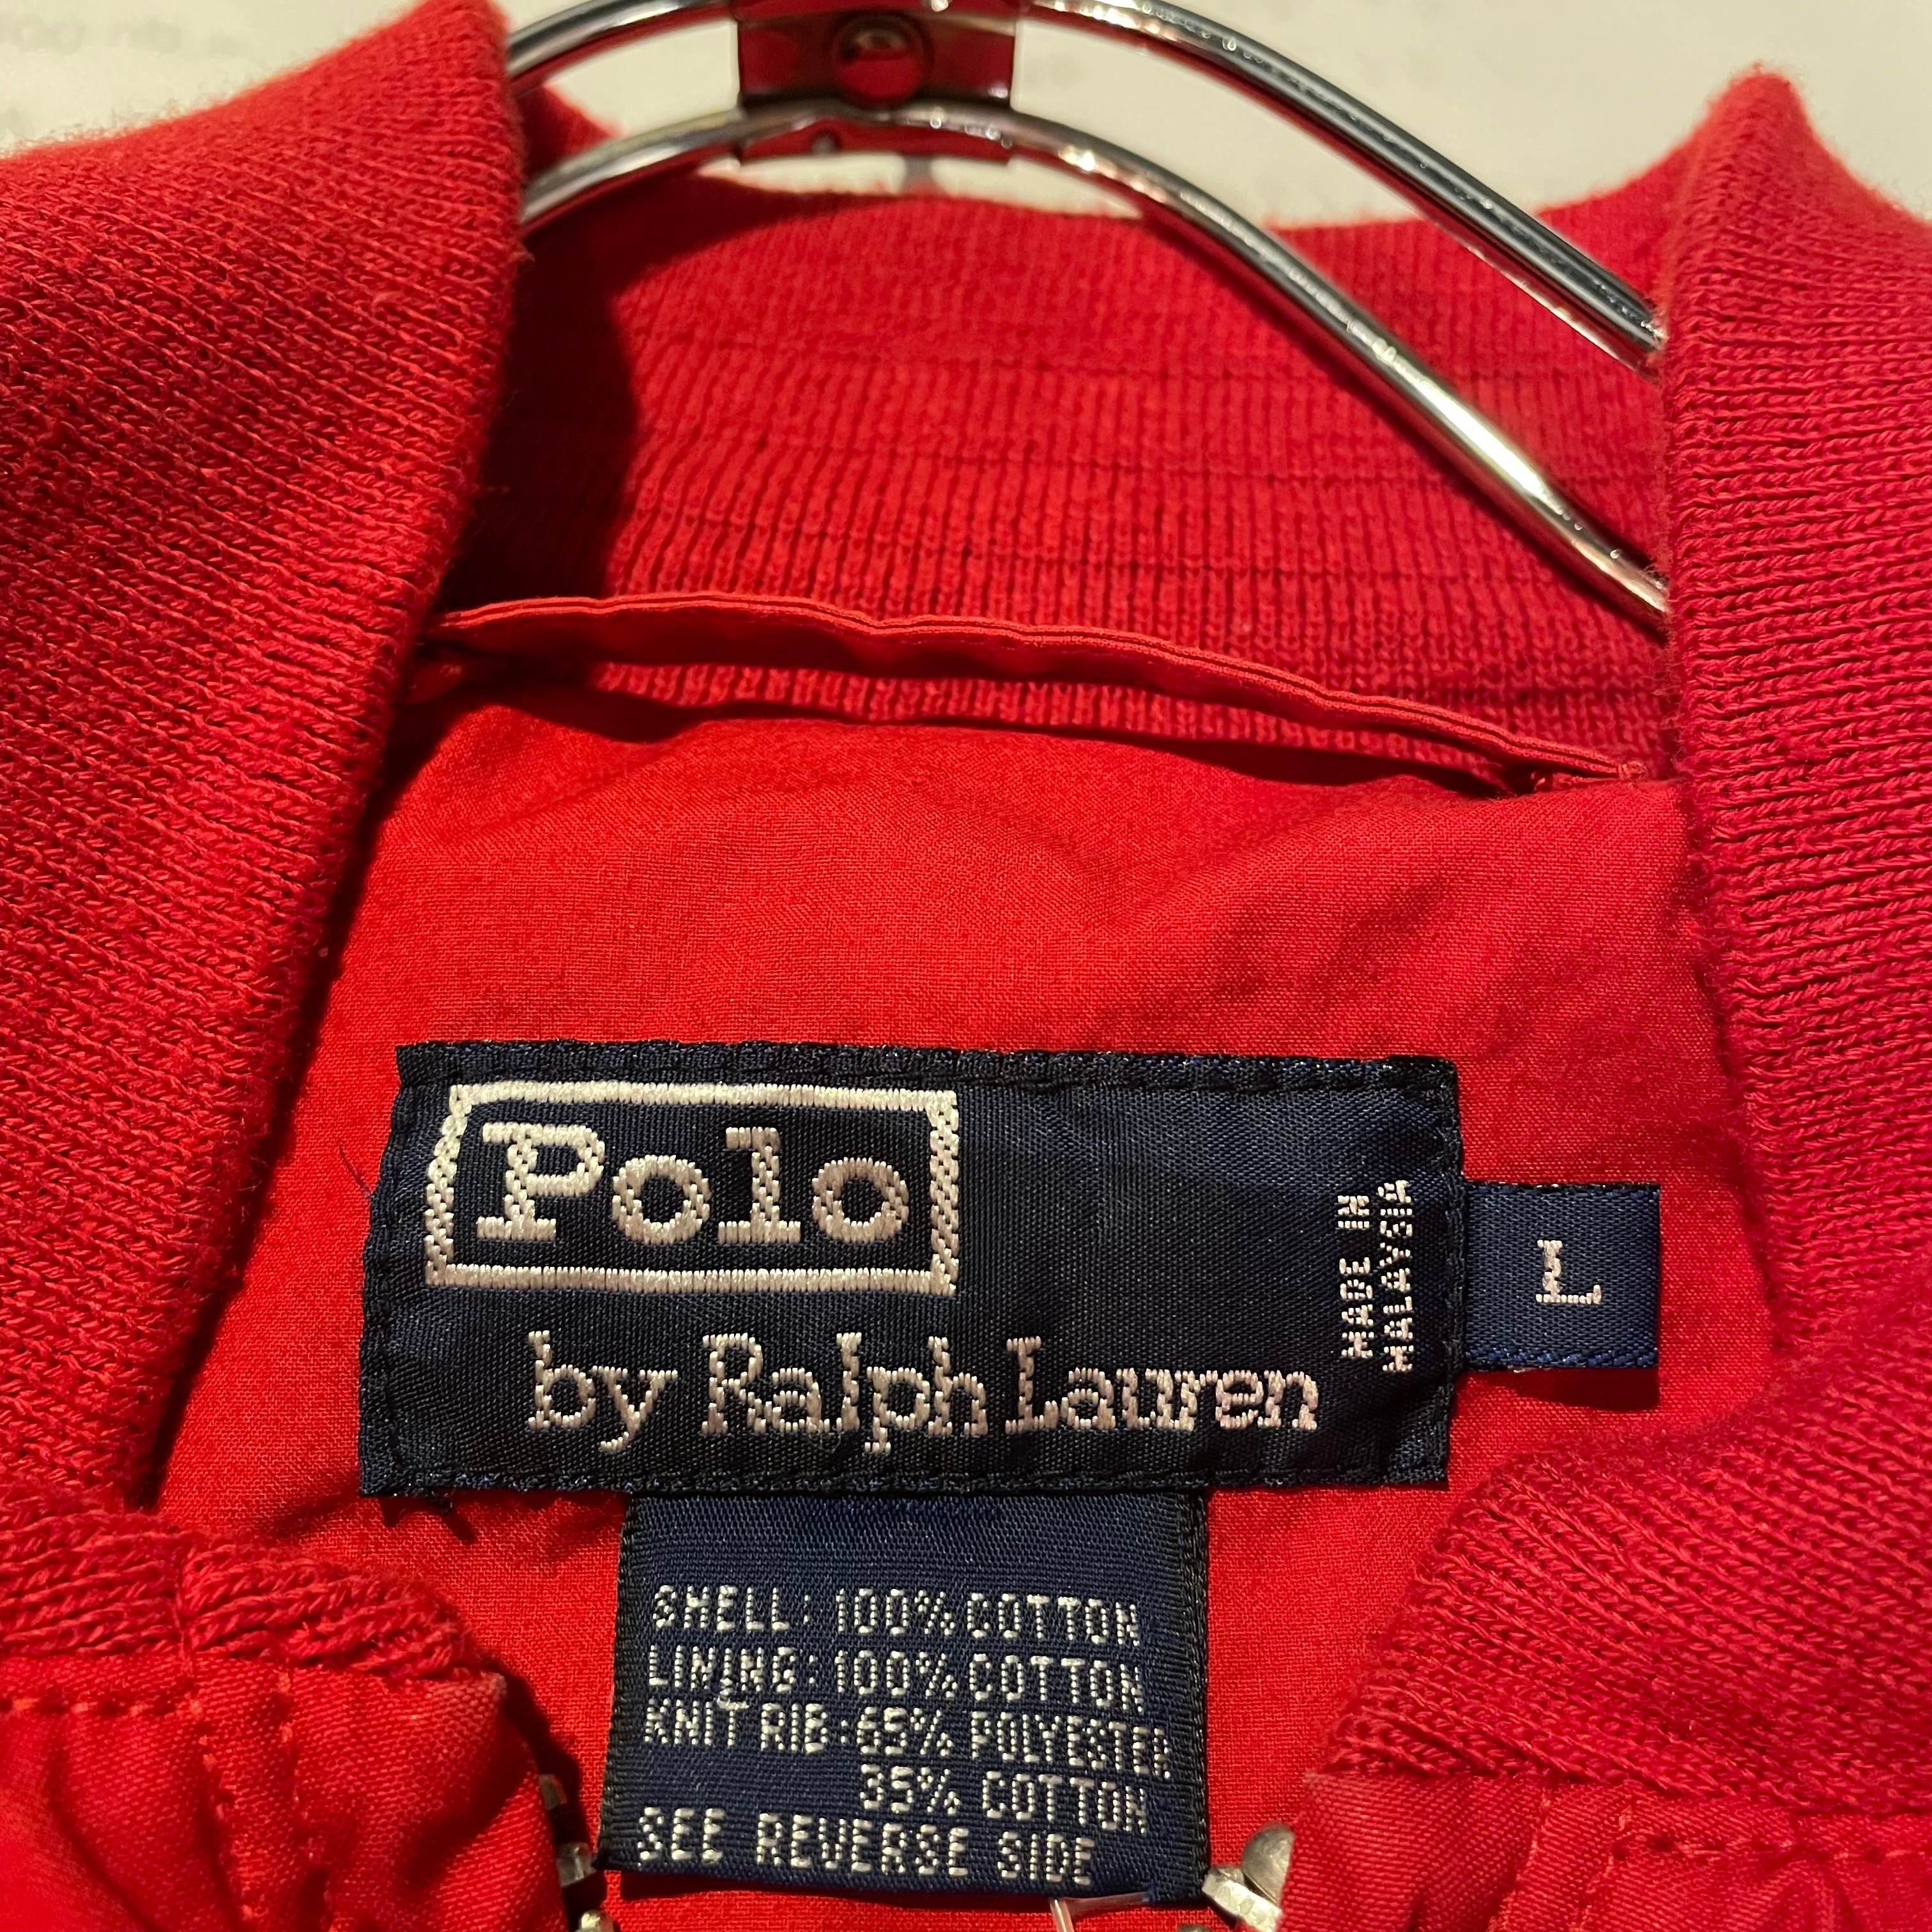 Polo
by Ralph Lauren
MADE IN
MALAYSIA
L
SHELL: 100% COTTON
LINING: 100% COTTON
KNIT RIB: 65% POLYESTER
35% COTTON
SEE REVERSE SIDE